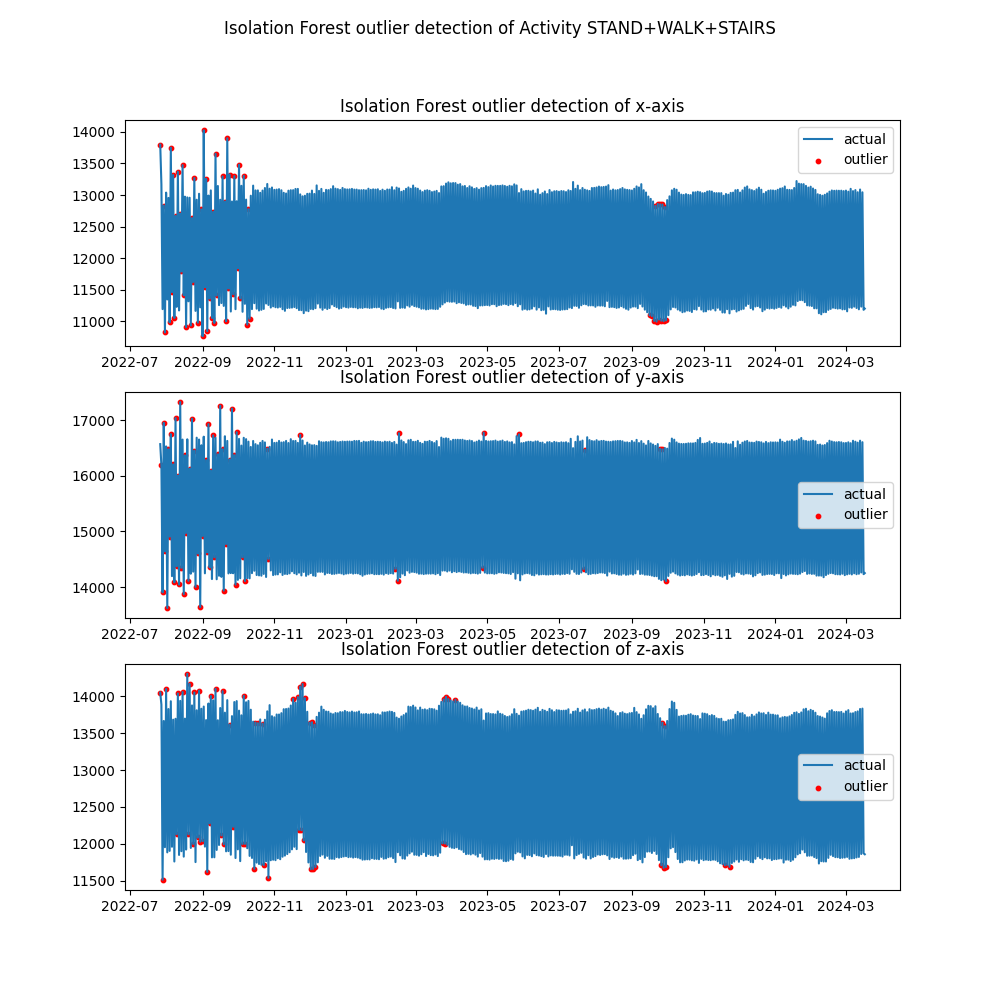 Isolation Forest outlier detection of Activity STAND+WALK+STAIRS
Isolation Forest outlier detection of x-axis
14000
13500
13000
12500
12000
11500
11000
actual
outlier
2022-07 2022-09 2022-11 2023-01 2023-03 2023-05 2023-07 2023-09 2023-11 2024-01 2024-03
Isolation Forest outlier detection of y-axis
17000
16000
15000
14000
actual
outlier
2022-07 2022-09 2022-11 2023-01 2023-03 2023-05 2023-07 2023-09 2023-11 2024-01 2024-03
Isolation Forest outlier detection of z-axis
14000
13500
13000
12500
12000
11500
actual
outlier
2022-07 2022-09 2022-11 2023-01 2023-03 2023-05 2023-07 2023-09 2023-11 2024-01 2024-03